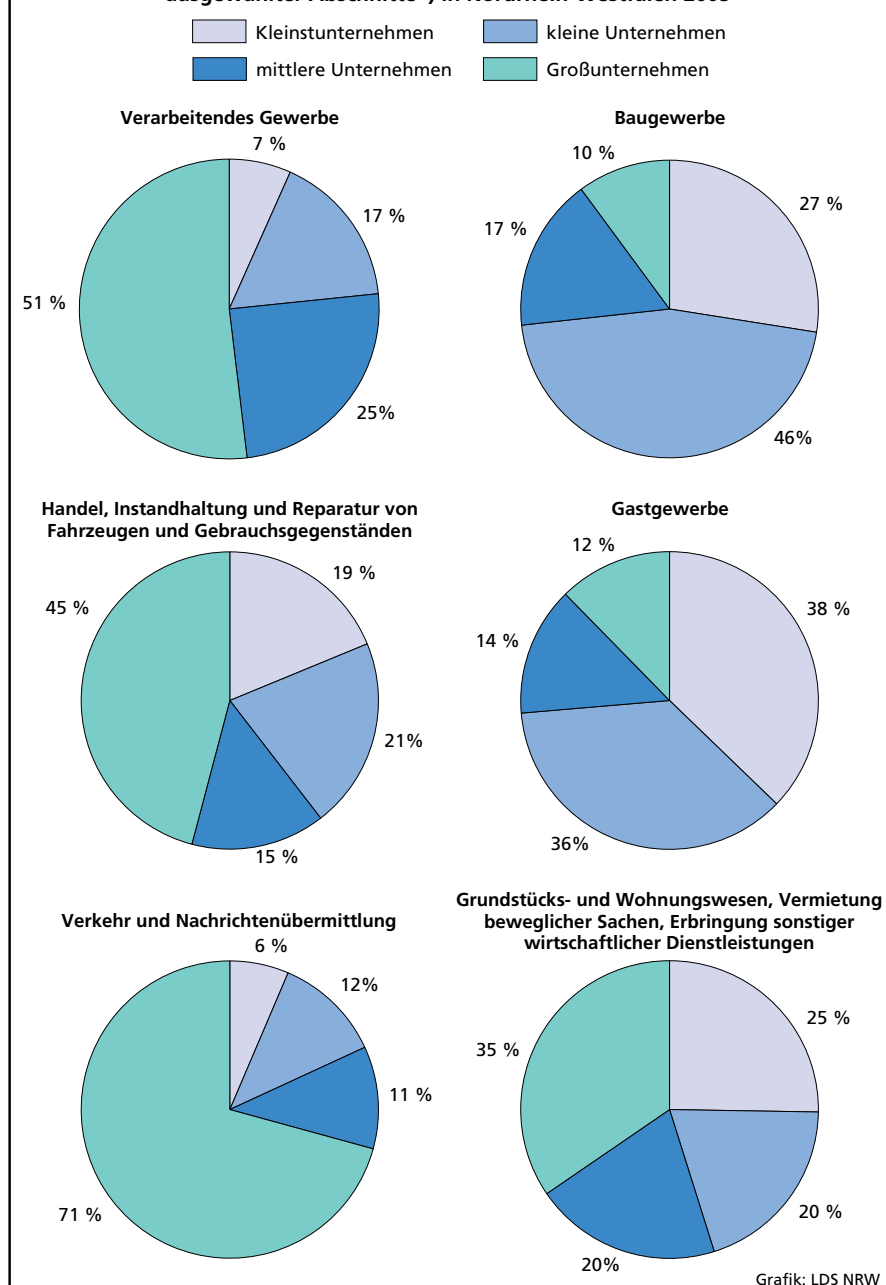 Kleinstunternehmen
kleine Unternehmen
mittlere Unternehmen
Großunternehmen
Verarbeitendes Gewerbe
7 %
17 %
25%
51 %
Baugewerbe
10 %
27 %
17 %
46%
Handel, Instandhaltung und Reparatur von
Fahrzeugen und Gebrauchsgegenständen
19 %
45 %
21%
15 %
Gastgewerbe
12 %
38 %
14 %
36%
Verkehr und Nachrichtenübermittlung
6 %
12%
11 %
71 %
Grundstücks- und Wohnungswesen, Vermietung
beweglicher Sachen, Erbringung sonstiger
wirtschaftlicher Dienstleistungen
25 %
35 %
20 %
20%
Grafik: LDS NRW